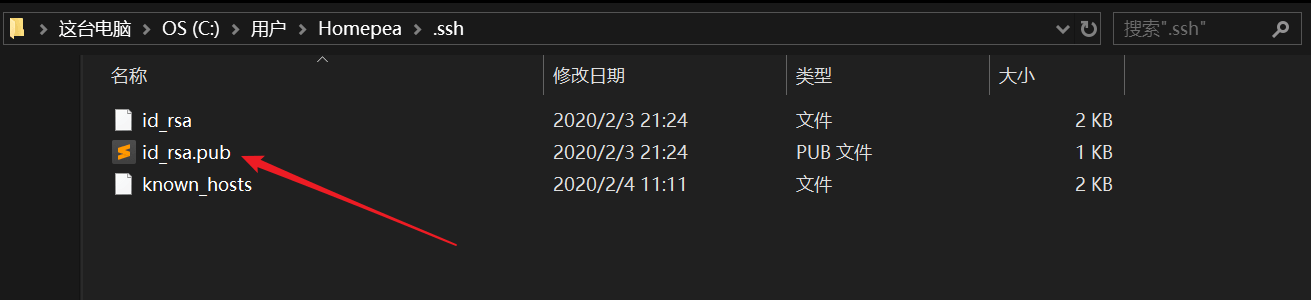 这台电脑 > OS (C:) > 用户 > Homepea > .ssh 搜索".ssh"
名称 修改日期 类型 大小
id_rsa 2020/2/3 21:24 文件 2 KB
id_rsa.pub 2020/2/3 21:24 PUB 文件 1 KB
known_hosts 2020/2/4 11:11 文件 2 KB